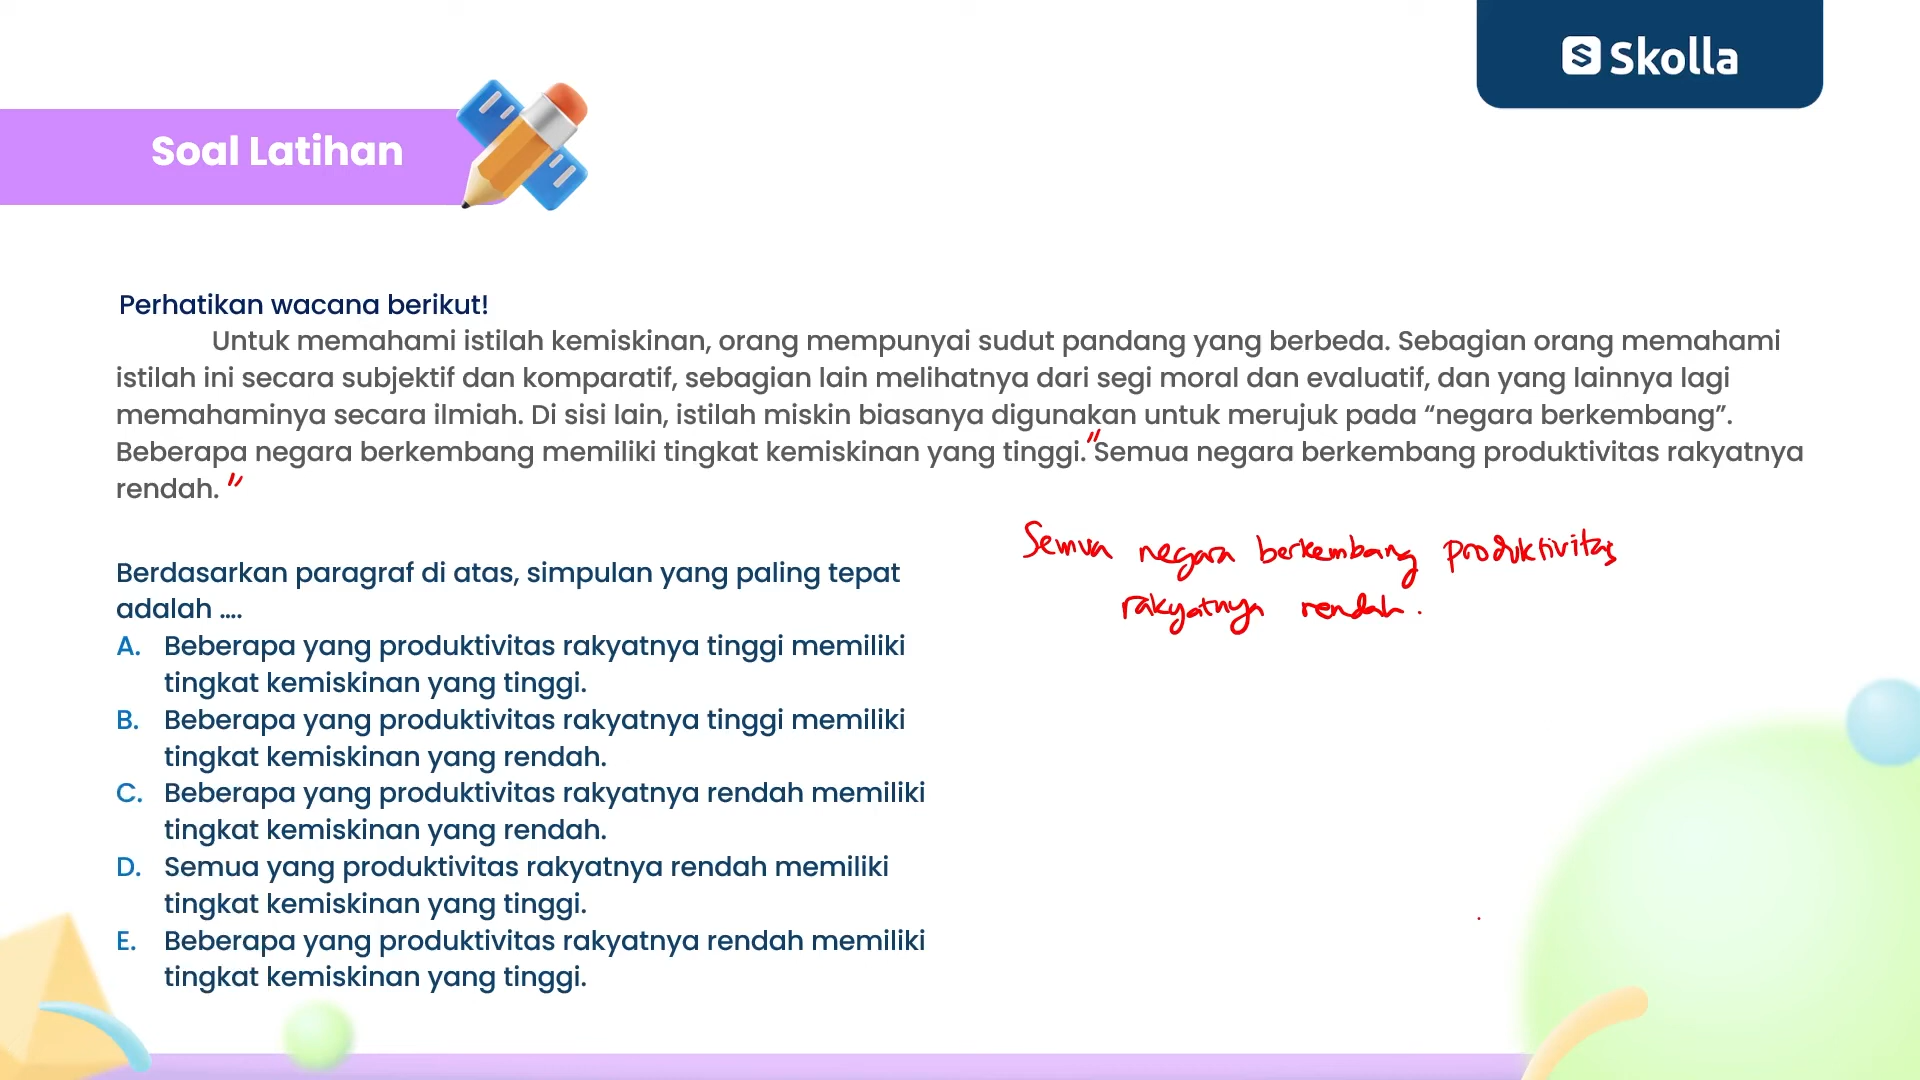 Skolla
Soal Latihan
Perhatikan wacana berikut!
Untuk memahami istilah kemiskinan, orang mempunyai sudut pandang yang berbeda. Sebagian orang memahami
istilah ini secara subjektif dan komparatif, sebagian lain melihatnya dari segi moral dan evaluatif, dan yang lainnya lagi
memahaminya secara ilmiah. Di sisi lain, istilah miskin biasanya digunakan untuk merujuk pada “negara berkembang”.
Beberapa negara berkembang memiliki tingkat kemiskinan yang tinggi. "Semua negara berkembang produktivitas rakyatnya
rendah. "
Semua negara berkembang produktivitas
rakyatnya rendah.
Berdasarkan paragraf di atas, simpulan yang paling tepat
adalah ....
A. Beberapa yang produktivitas rakyatnya tinggi memiliki
tingkat kemiskinan yang tinggi.
B. Beberapa yang produktivitas rakyatnya tinggi memiliki
tingkat kemiskinan yang rendah.
C. Beberapa yang produktivitas rakyatnya rendah memiliki
tingkat kemiskinan yang rendah.
D. Semua yang produktivitas rakyatnya rendah memiliki
tingkat kemiskinan yang tinggi.
E. Beberapa yang produktivitas rakyatnya rendah memiliki
tingkat kemiskinan yang tinggi.